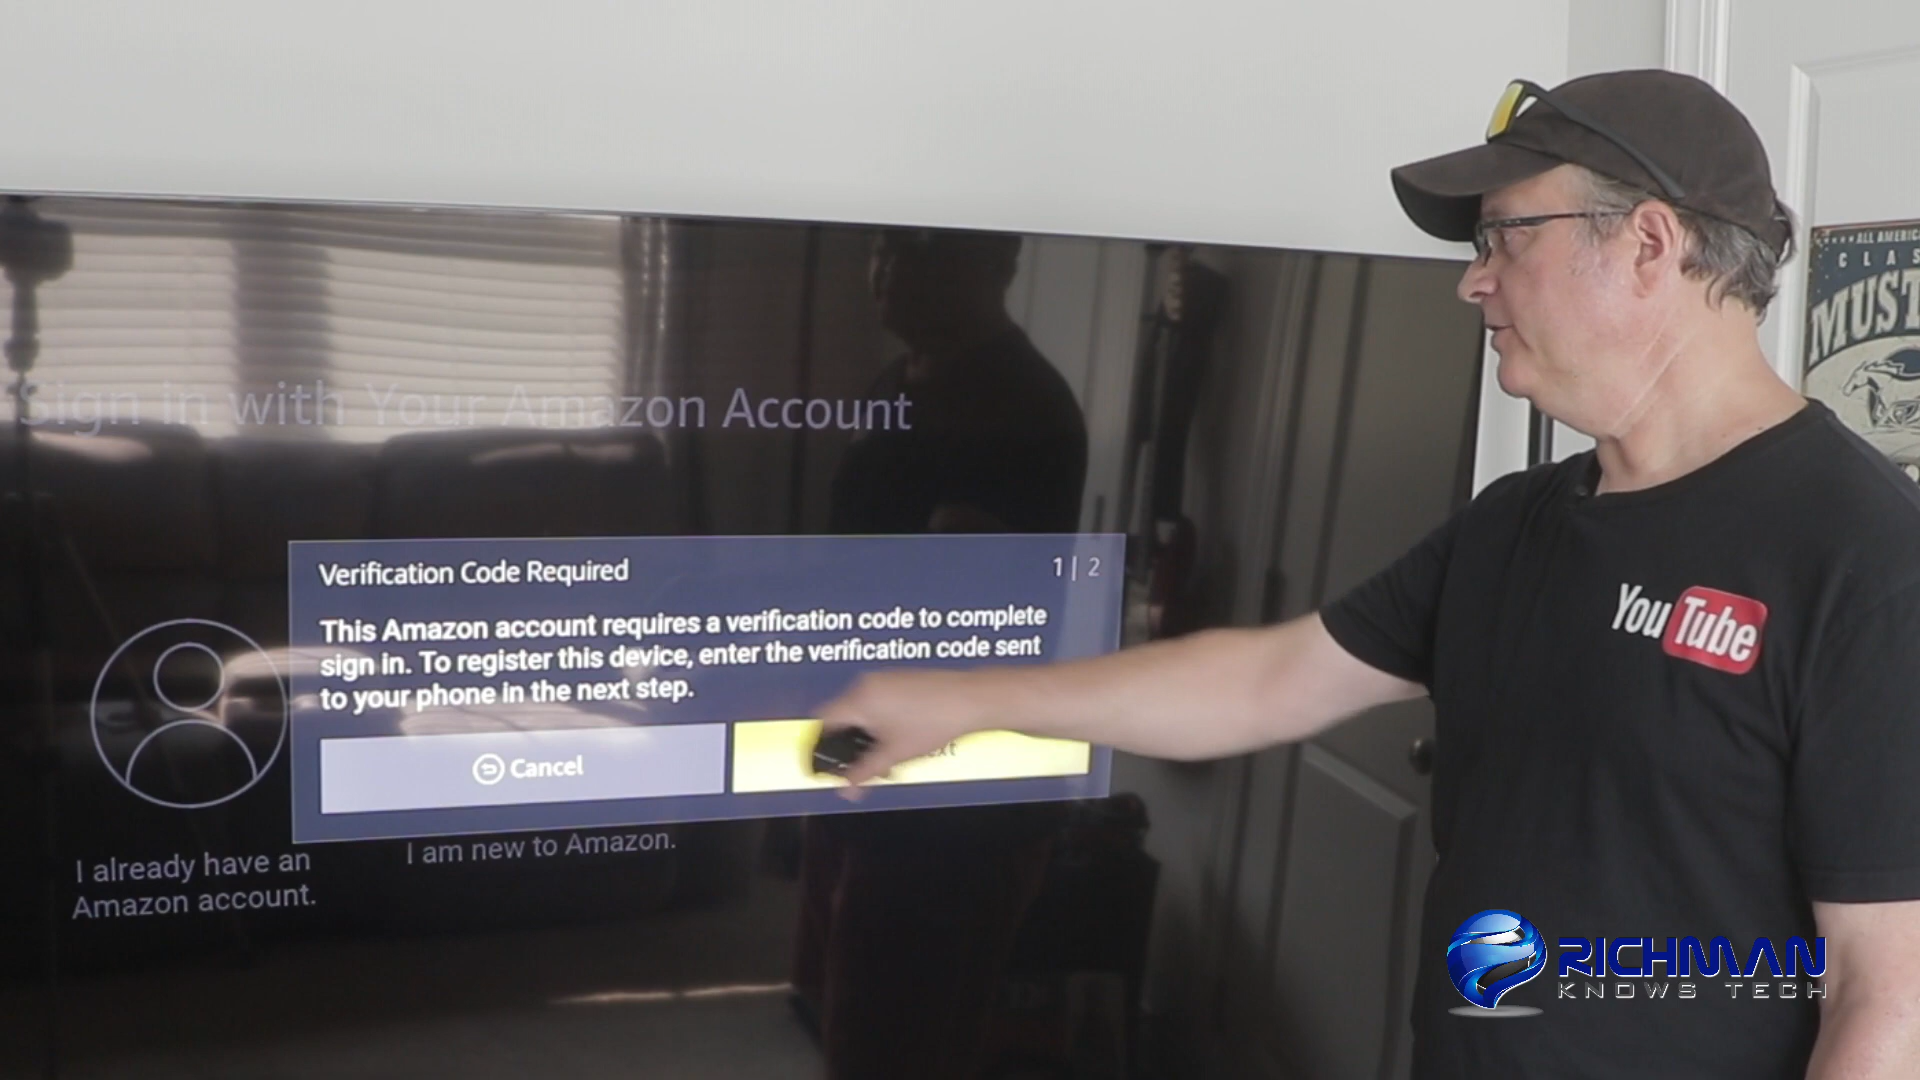 Sign in with Your Amazon Account
Verification Code Required
1 | 2
This Amazon account requires a verification code to complete
sign in. To register this device, enter the verification code sent
to your phone in the next step.
Cancel
I already have an
Amazon account.
I am new to Amazon.
YouTube
ALL
RICHMAN
KNOWS TECH